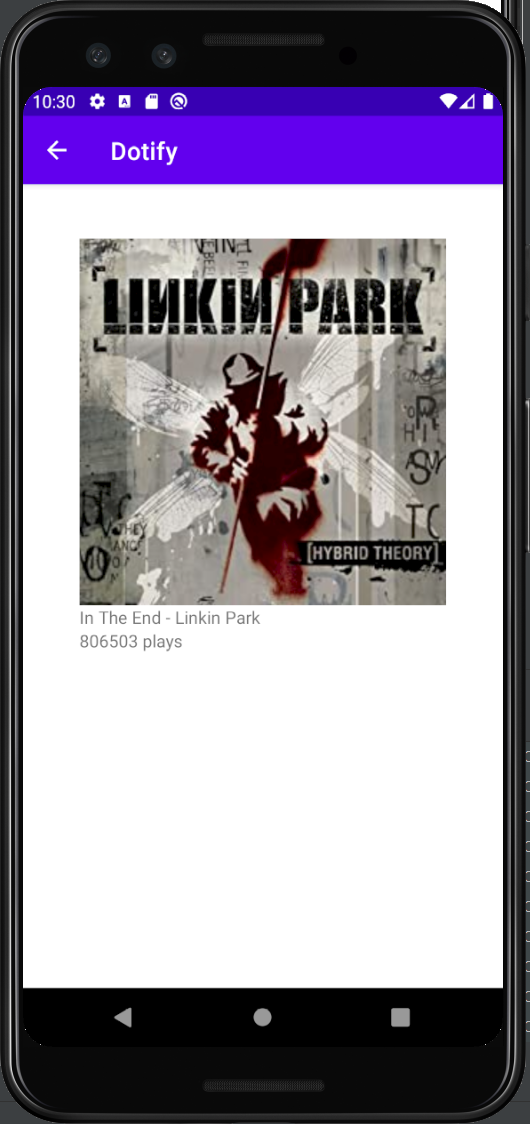 10:30
Dotify
LINKIN PARK
[HYBRID THEORY]
In The End - Linkin Park
806503 plays